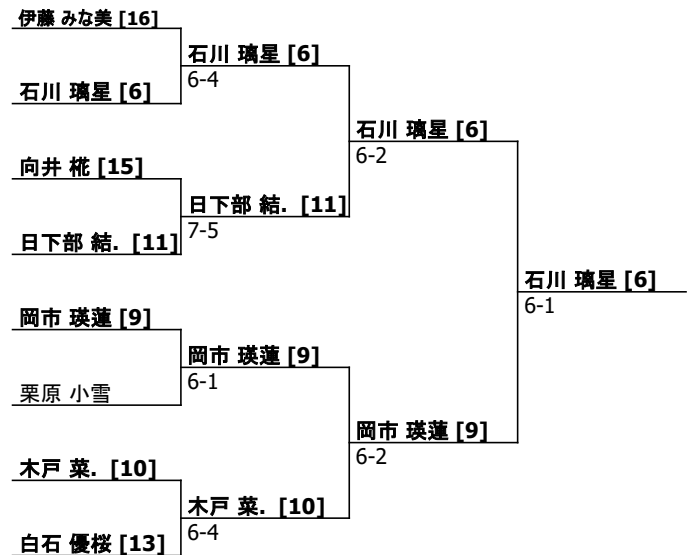 伊藤 みな美 [16]
石川 璃星 [6]
6-4
石川 璃星 [6]
石川 璃星 [6]
6-2
向井 椛 [15]
日下部 結. [11]
7-5
日下部 結. [11]
石川 璃星 [6]
6-1
岡市 瑛蓮 [9]
岡市 瑛蓮 [9]
6-1
栗原 小雪
岡市 瑛蓮 [9]
6-2
木戸 菜. [10]
木戸 菜. [10]
6-4
白石 優桜 [13]